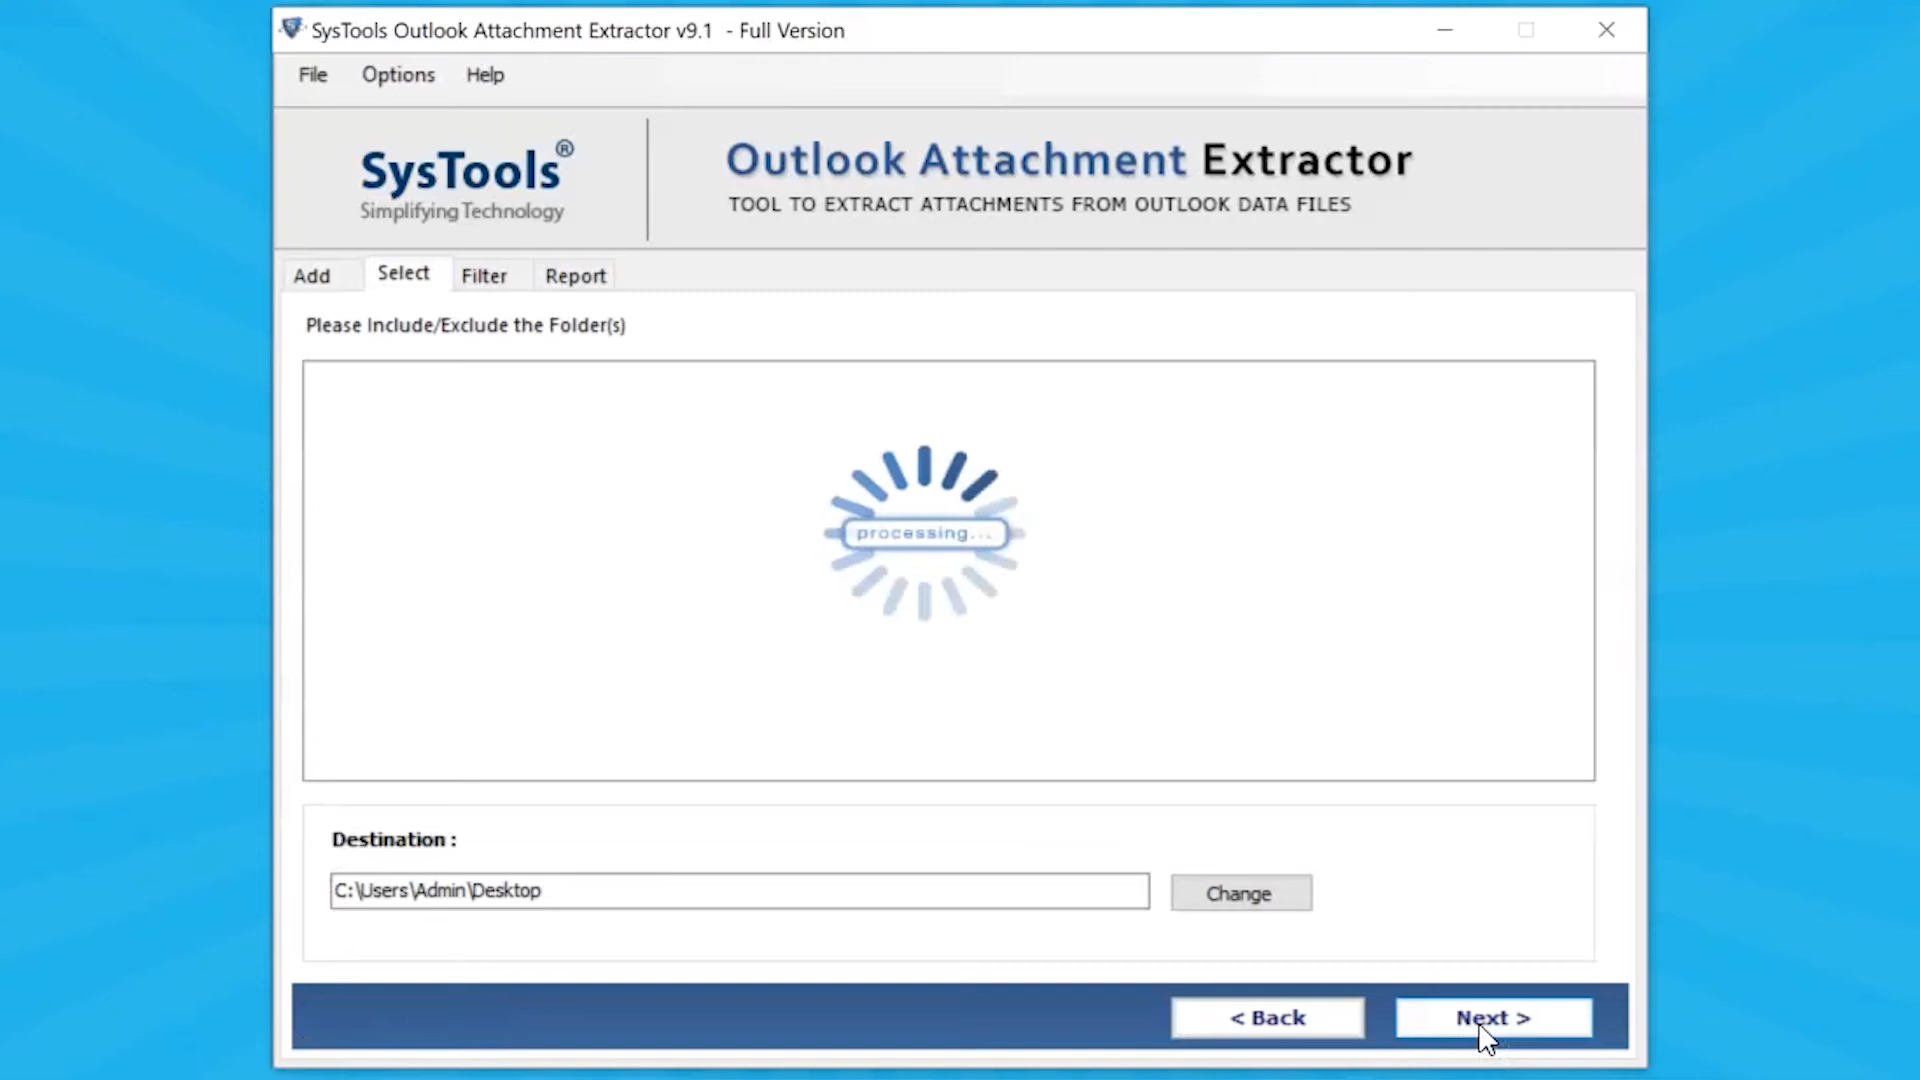 SysTools Outlook Attachment Extractor v9.1 - Full Version
File Options Help
SysTools®
Simplifying Technology
Outlook Attachment Extractor
TOOL TO EXTRACT ATTACHMENTS FROM OUTLOOK DATA FILES
Add Select Filter Report
Please Include/Exclude the Folder(s)
processing...
Destination :
C:\Users\Admin\Desktop
Change
< Back
Next >